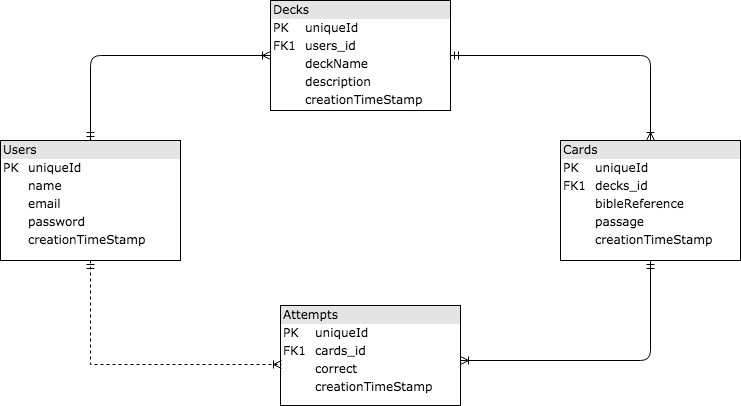 Decks
PK uniqueId
FK1 users_id
deckName
description
creationTimeStamp
Users
PK uniqueId
name
email
password
creationTimeStamp
Cards
PK uniqueId
FK1 decks_id
bibleReference
passage
creationTimeStamp
Attempts
PK uniqueId
FK1 cards_id
correct
creationTimeStamp